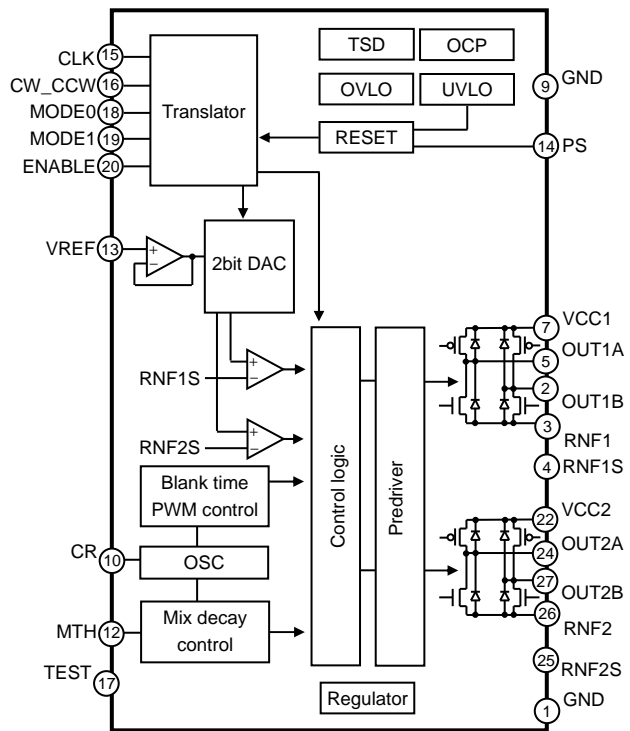 TSD
OCP
OVLO
UVLO
RESET
15
CLK
16
CW_CCW
18
MODE0
19
MODE1
20
ENABLE
Translator
9
GND
14
PS
13
VREF
+
−
2bit DAC
RNF1S
+
−
RNF2S
+
−
Blank time
PWM control
10
CR
OSC
12
MTH
Mix decay
control
17
TEST
Control logic
Predriver
Regulator
7
VCC1
5
OUT1A
2
OUT1B
3
RNF1
4
RNF1S
22
VCC2
24
OUT2A
27
OUT2B
26
RNF2
25
RNF2S
1
GND